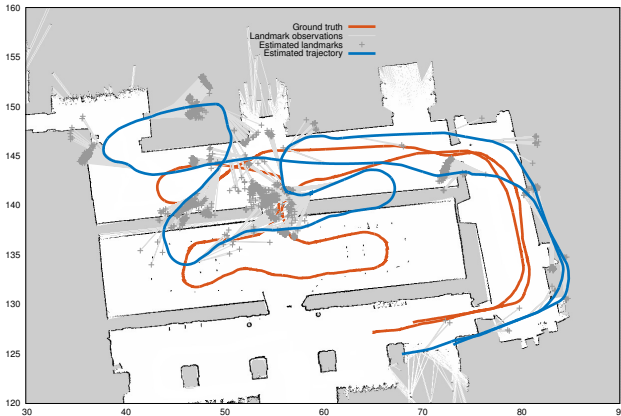 160
155
150
145
140
135
130
125
120
30 40 50 60 70 80 9
Ground truth
Landmark observations
Estimated landmarks
Estimated trajectory